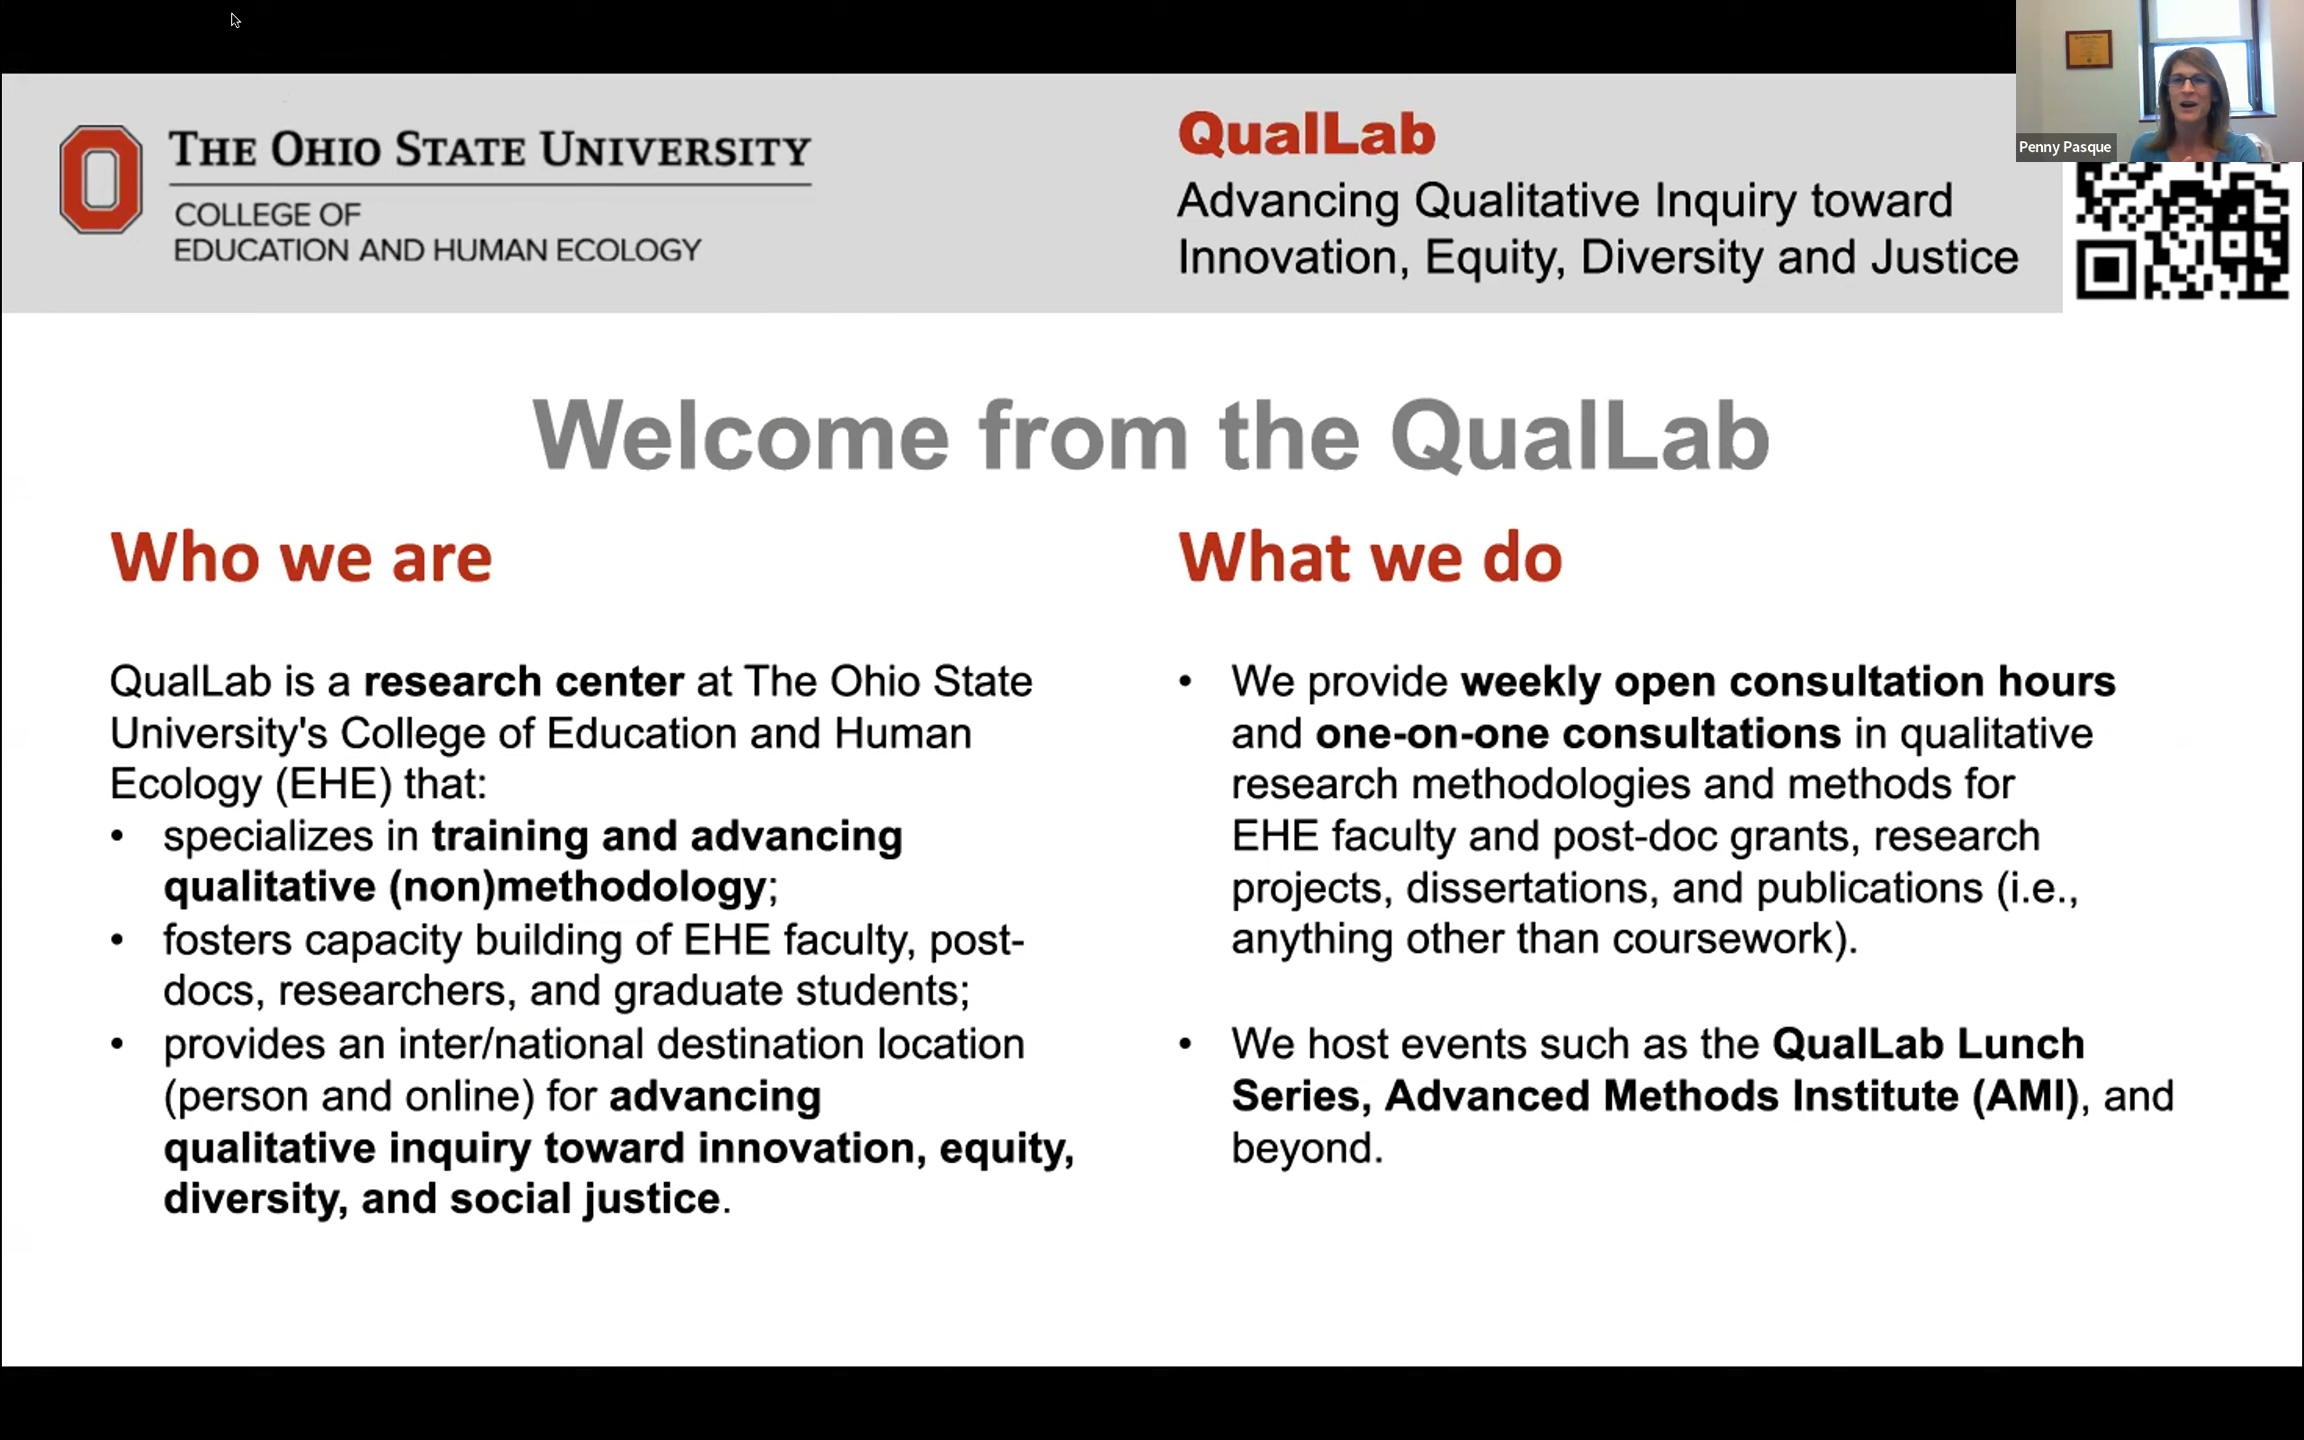 THE OHIO STATE UNIVERSITY
COLLEGE OF
EDUCATION AND HUMAN ECOLOGY
QualLab
Advancing Qualitative Inquiry toward
Innovation, Equity, Diversity and Justice
Penny Pasque
Welcome from the QualLab
Who we are
QualLab is a research center at The Ohio State
University's College of Education and Human
Ecology (EHE) that:
• specializes in training and advancing
qualitative (non)methodology;
• fosters capacity building of EHE faculty, post-
docs, researchers, and graduate students;
• provides an inter/national destination location
(person and online) for advancing
qualitative inquiry toward innovation, equity,
diversity, and social justice.
What we do
• We provide weekly open consultation hours
and one-on-one consultations in qualitative
research methodologies and methods for
EHE faculty and post-doc grants, research
projects, dissertations, and publications (i.e.,
anything other than coursework).
• We host events such as the QualLab Lunch
Series, Advanced Methods Institute (AMI), and
beyond.